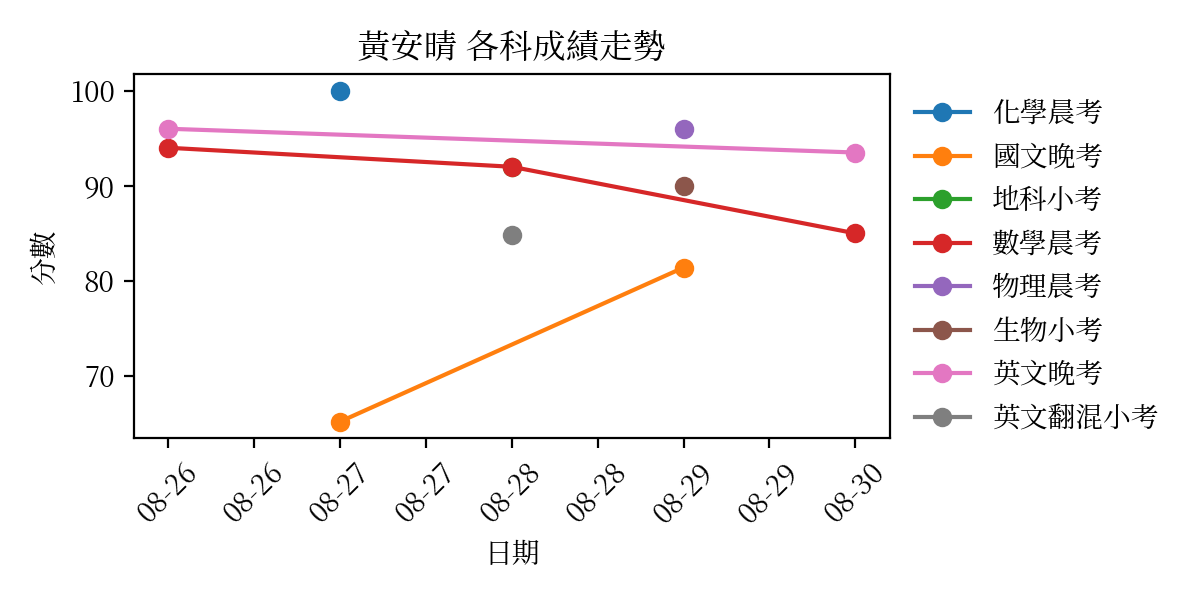 黃安晴 各科成績走勢
分數
100
90
80
70
08-26
08-26
08-27
08-27
08-28
08-28
08-29
08-29
08-30
日期
化學晨考
國文晚考
地科小考
數學晨考
物理晨考
生物小考
英文晚考
英文翻混小考